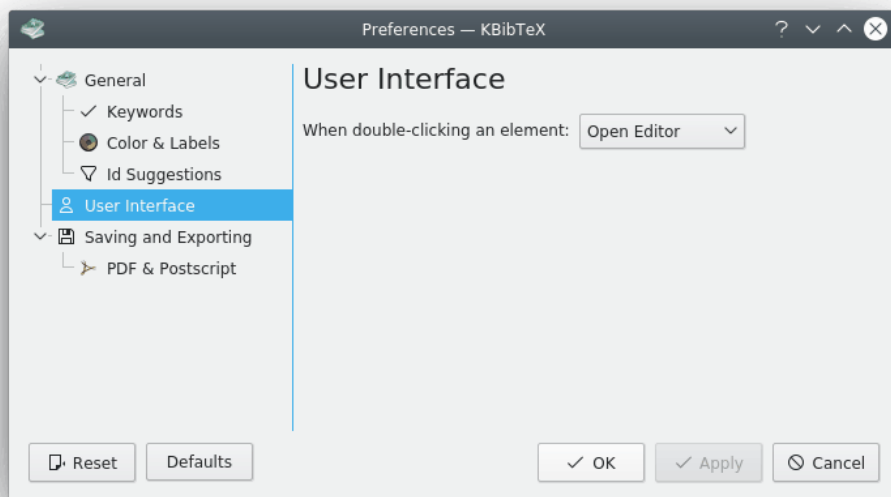 Preferences — KBibTeX
General
Keywords
Color & Labels
Id Suggestions
User Interface
Saving and Exporting
PDF & Postscript
User Interface
When double-clicking an element: Open Editor
Reset Defaults OK Apply Cancel